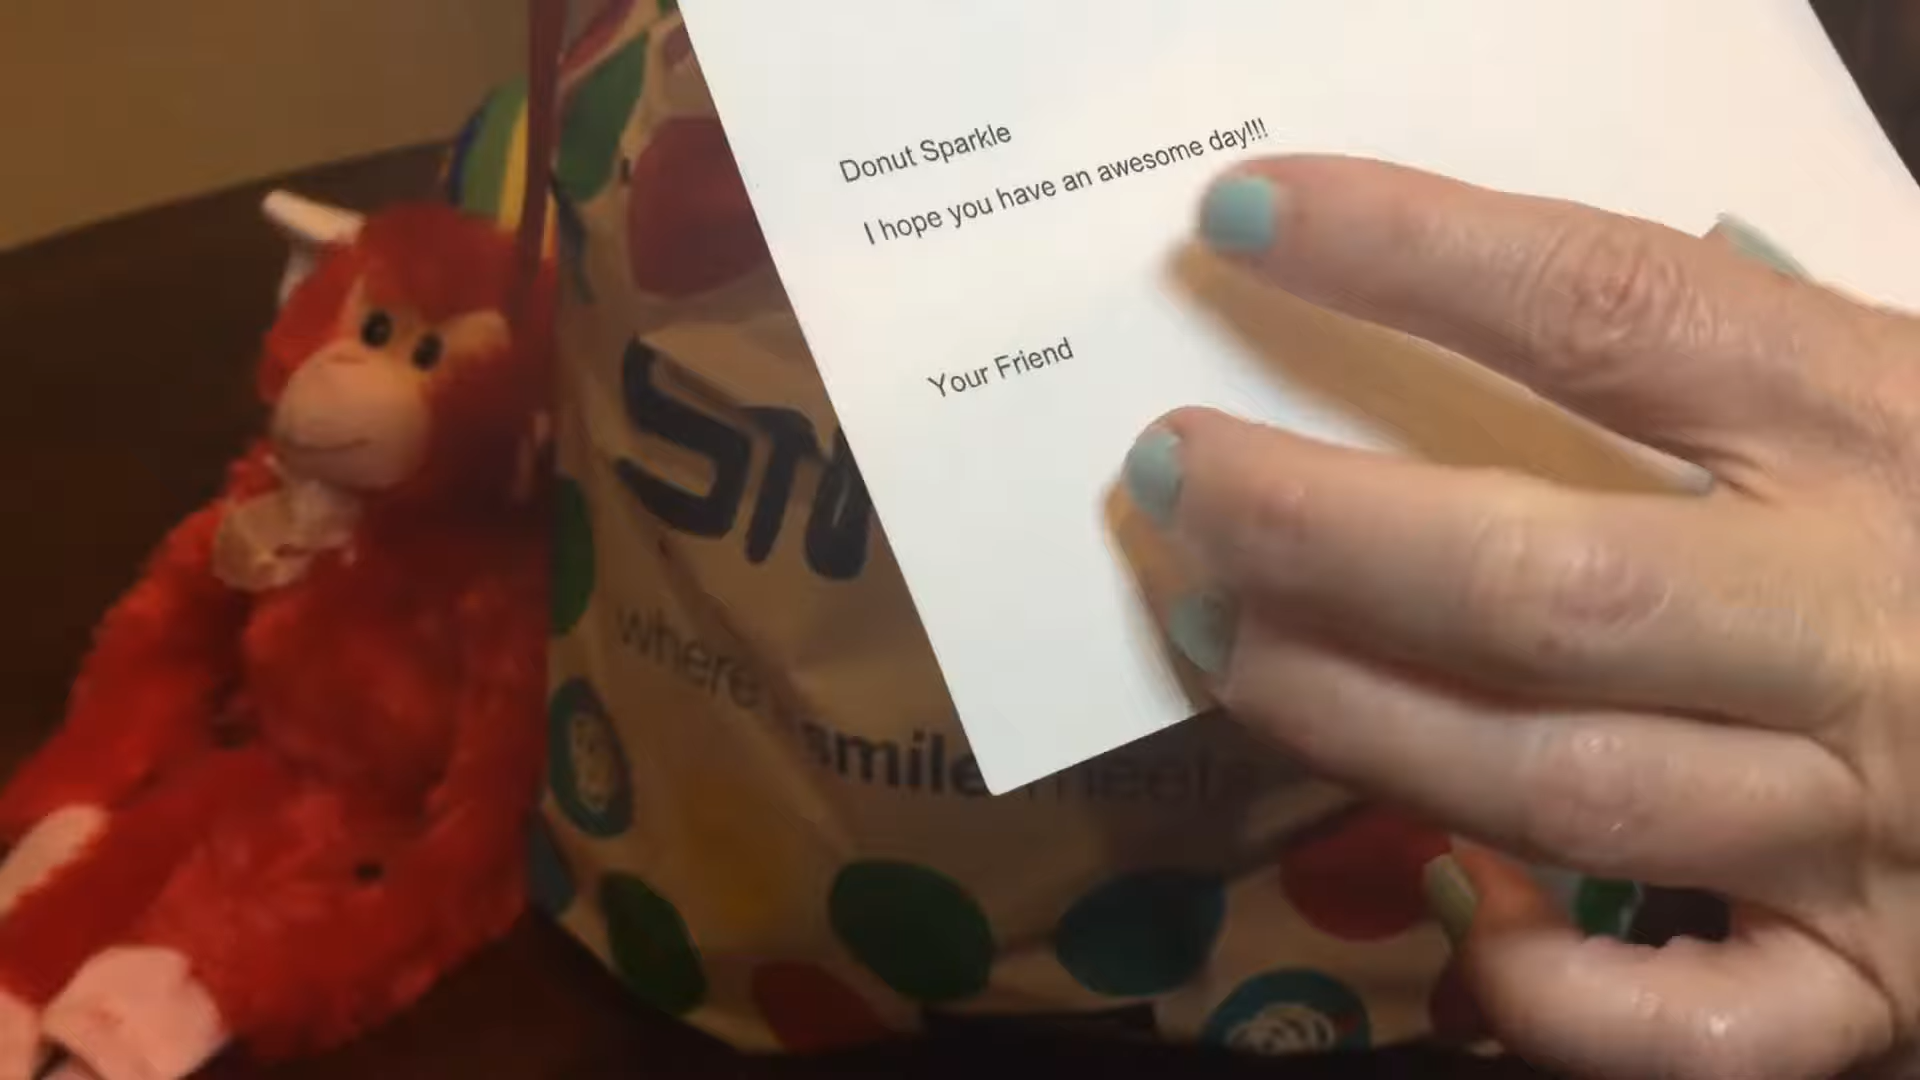 Donut Sparkle
I hope you have an awesome day!!!
Your Friend
where
smile